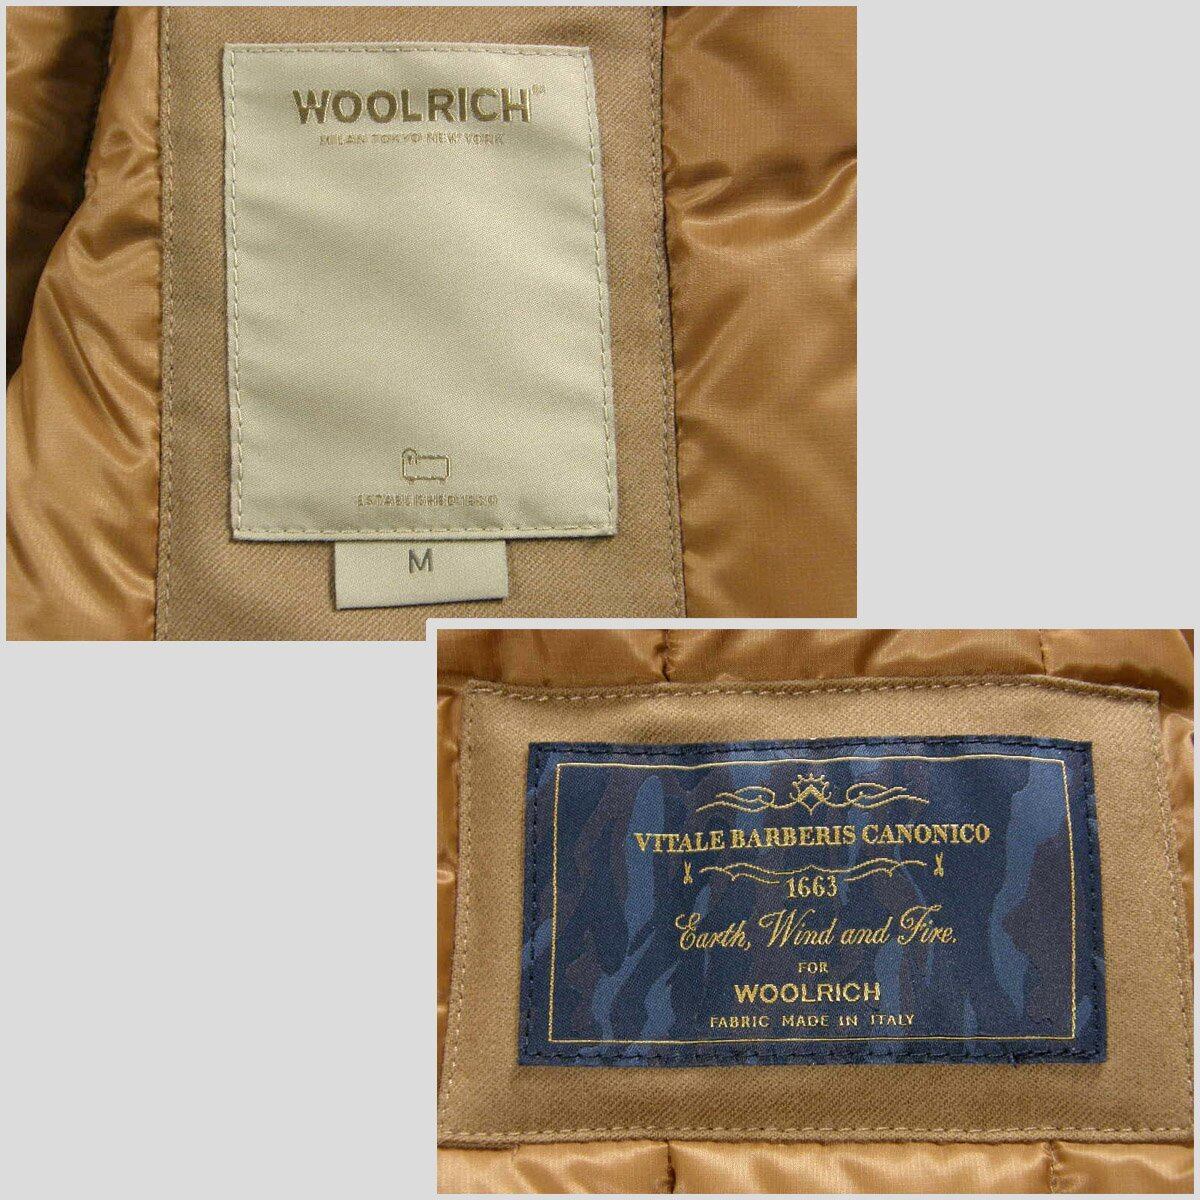 WOOLRICH
MILAN TOKYO NEW YORK
ESTABLISHED 1830
M
VITALE BARBERIS CANONICO
1663
Earth, Wind and Fire.
FOR
WOOLRICH
FABRIC MADE IN ITALY